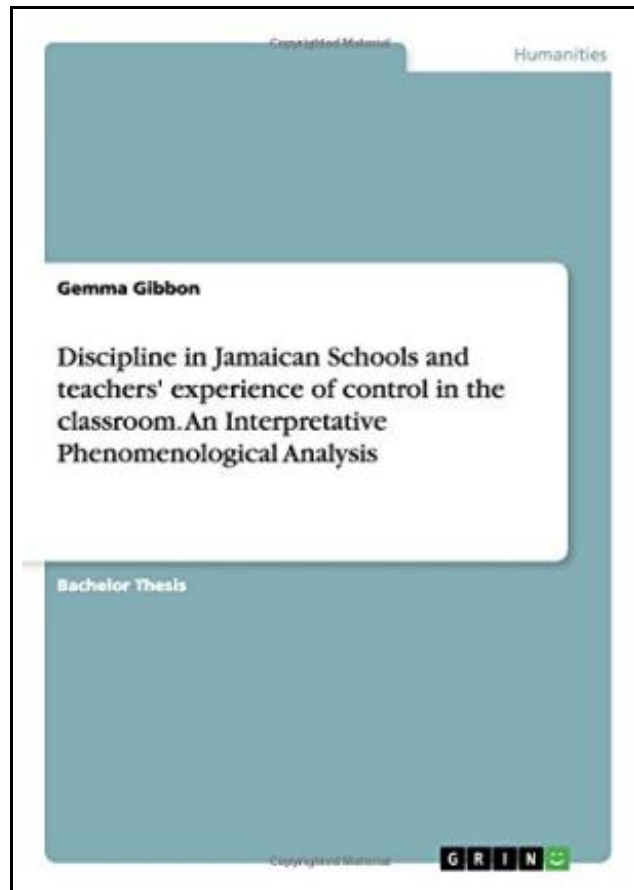 Copyrighted Material
Humanities
Gemma Gibbon
Discipline in Jamaican Schools and
teachers' experience of control in the
classroom. An Interpretative
Phenomenological Analysis
Bachelor Thesis
Copyrighted Material
GRIN